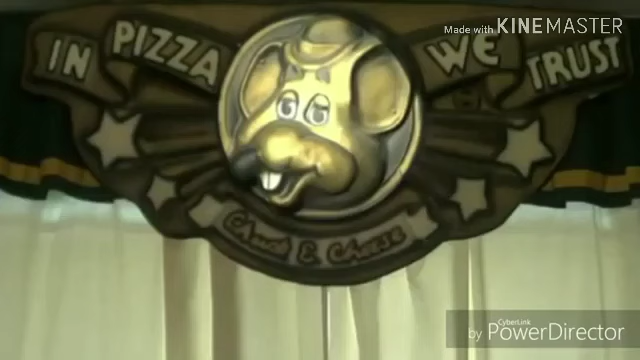 Made with KINEMASTER
IN PIZZA WE TRUST
Chuck E Cheese
CyberLink
by PowerDirector